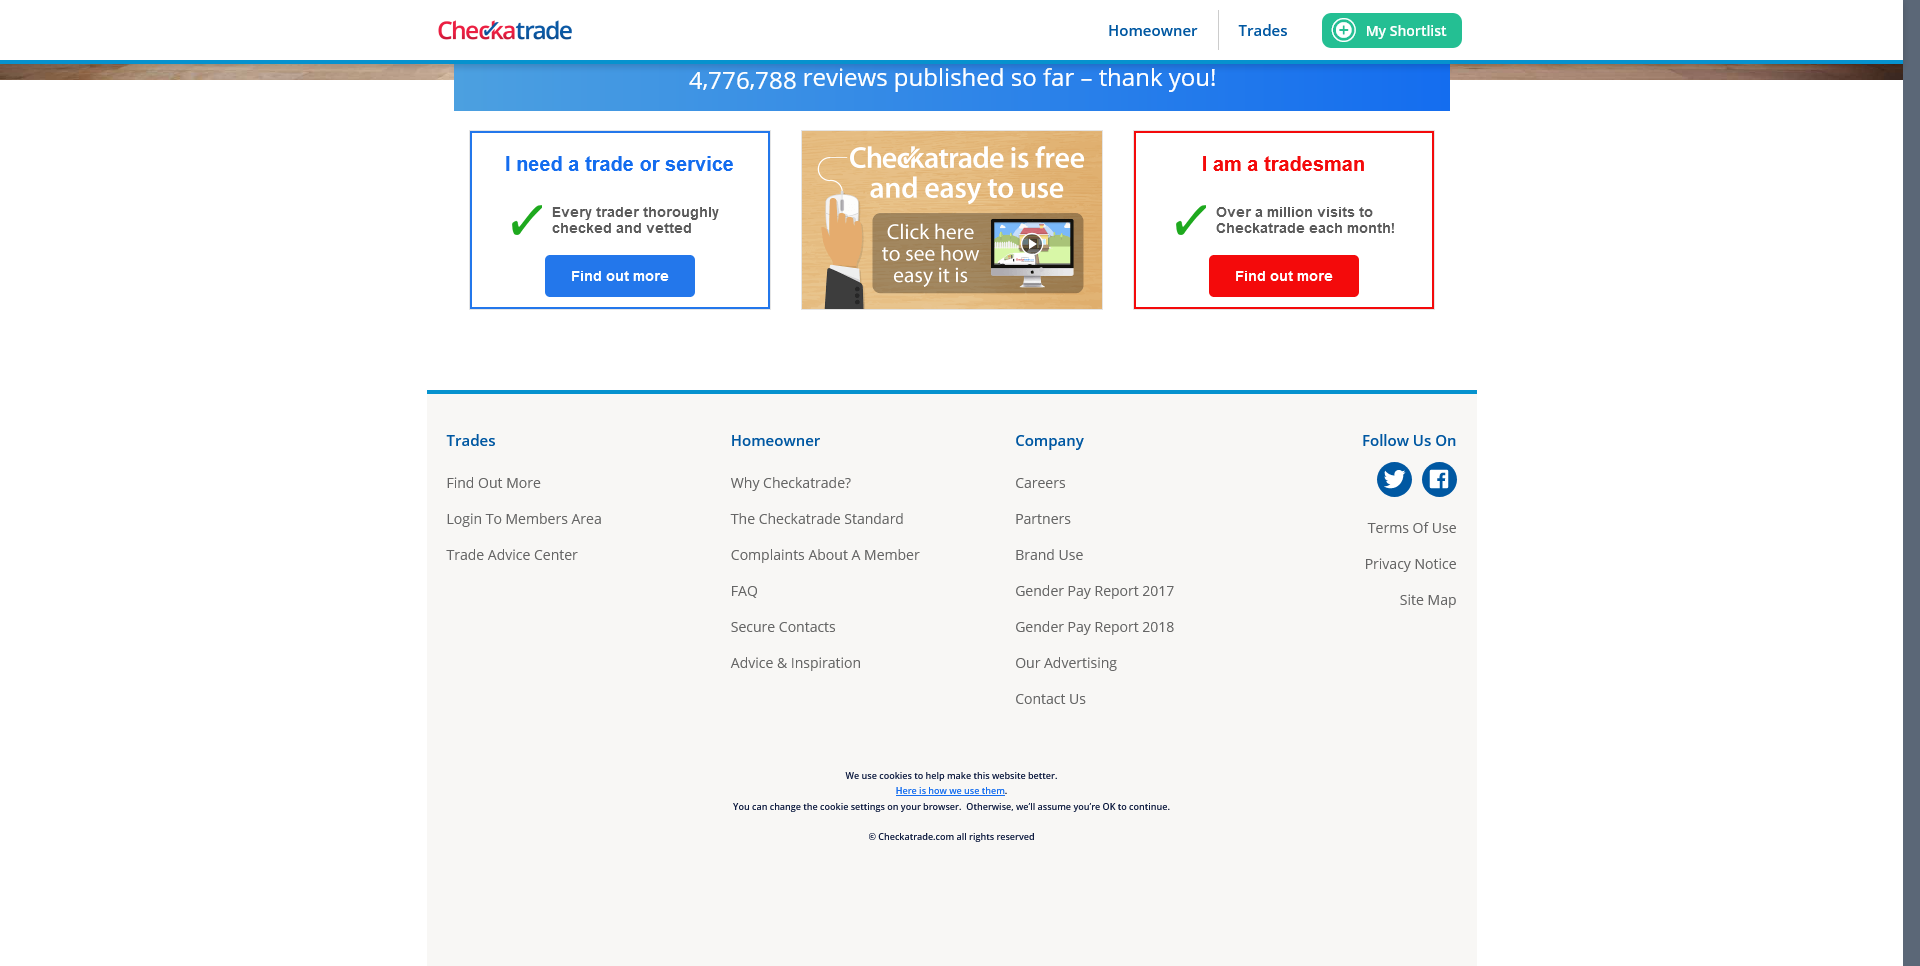 Checkatrade
Homeowner
Trades
My Shortlist
4,776,788 reviews published so far – thank you!
I need a trade or service
Every trader thoroughly
checked and vetted
Find out more
Checkatrade is free
and easy to use
Click here
to see how
easy it is
I am a tradesman
Over a million visits to
Checkatrade each month!
Find out more
Trades
Find Out More
Login To Members Area
Trade Advice Center
Homeowner
Why Checkatrade?
The Checkatrade Standard
Complaints About A Member
FAQ
Secure Contacts
Advice & Inspiration
Company
Careers
Partners
Brand Use
Gender Pay Report 2017
Gender Pay Report 2018
Our Advertising
Contact Us
Follow Us On
Terms Of Use
Privacy Notice
Site Map
We use cookies to help make this website better.
Here is how we use them.
You can change the cookie settings on your browser.  Otherwise, we'll assume you're OK to continue.
© Checkatrade.com all rights reserved